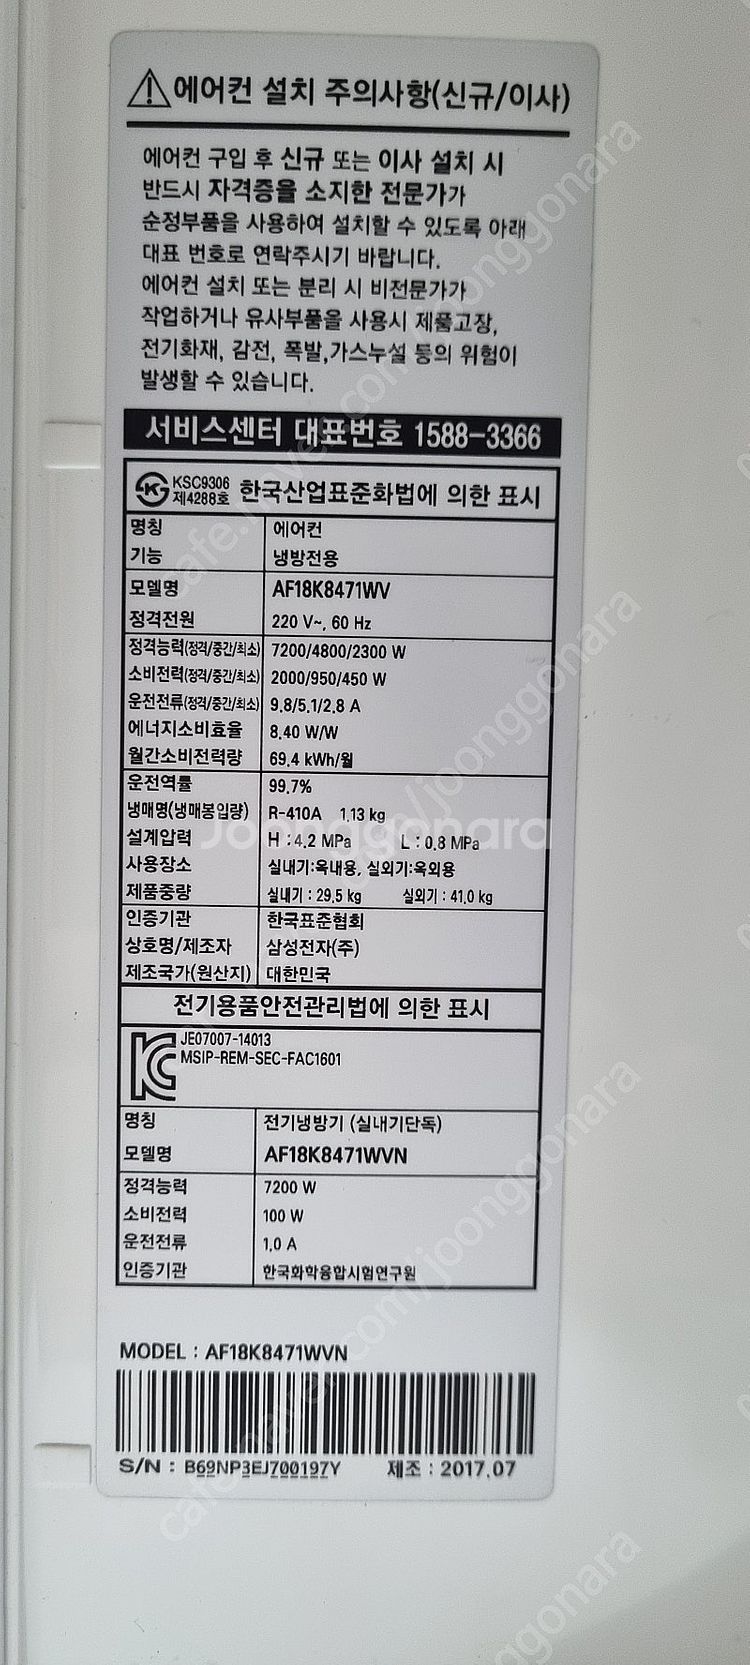 에어컨 설치 주의사항(신규/이사)
에어컨 구입 후 신규 또는 이사 설치 시
반드시 자격증을 소지한 전문가가
순정부품을 사용하여 설치할 수 있도록 아래
대표 번호로 연락주시기 바랍니다.
에어컨 설치 또는 분리 시 비전문가가
작업하거나 유사부품을 사용시 제품고장,
전기화재, 감전, 폭발,가스누설 등의 위험이
발생할 수 있습니다.
서비스센터 대표번호 1588-3366
KSC9306
제4288호 한국산업표준화법에 의한 표시
명칭 에어컨
기능 냉방전용
모델명 AF18K8471WV
정격전원 220 V~, 60 Hz
정격능력(정격/중간/최소) 7200/4800/2300 W
소비전력(정격/중간/최소) 2000/950/450 W
운전전류(정격/중간/최소) 9.8/5.1/2.8 A
에너지소비효율 8.40 W/W
월간소비전력량 69.4 kWh/월
운전역률 99.7%
냉매명(냉매봉입량) R-410A 1.13 kg
설계압력 H : 4.2 MPa L : 0.8 MPa
사용장소 실내기:옥내용, 실외기:옥외용
제품중량 실내기 : 29.5 kg 실외기 : 41.0 kg
인증기관 한국표준협회
상호명/제조자 삼성전자(주)
제조국가(원산지) 대한민국
전기용품안전관리법에 의한 표시
JE07007-14013
MSIP-REM-SEC-FAC1601
명칭 전기냉방기 (실내기단독)
모델명 AF18K8471WVN
정격능력 7200 W
소비전력 100 W
운전전류 1.0 A
인증기관 한국화학융합시험연구원
MODEL : AF18K8471WVN
S/N : B69NP3EJ700197Y 제조 : 2017.07
Joonggonara
cafe.naver.com/joonggonara